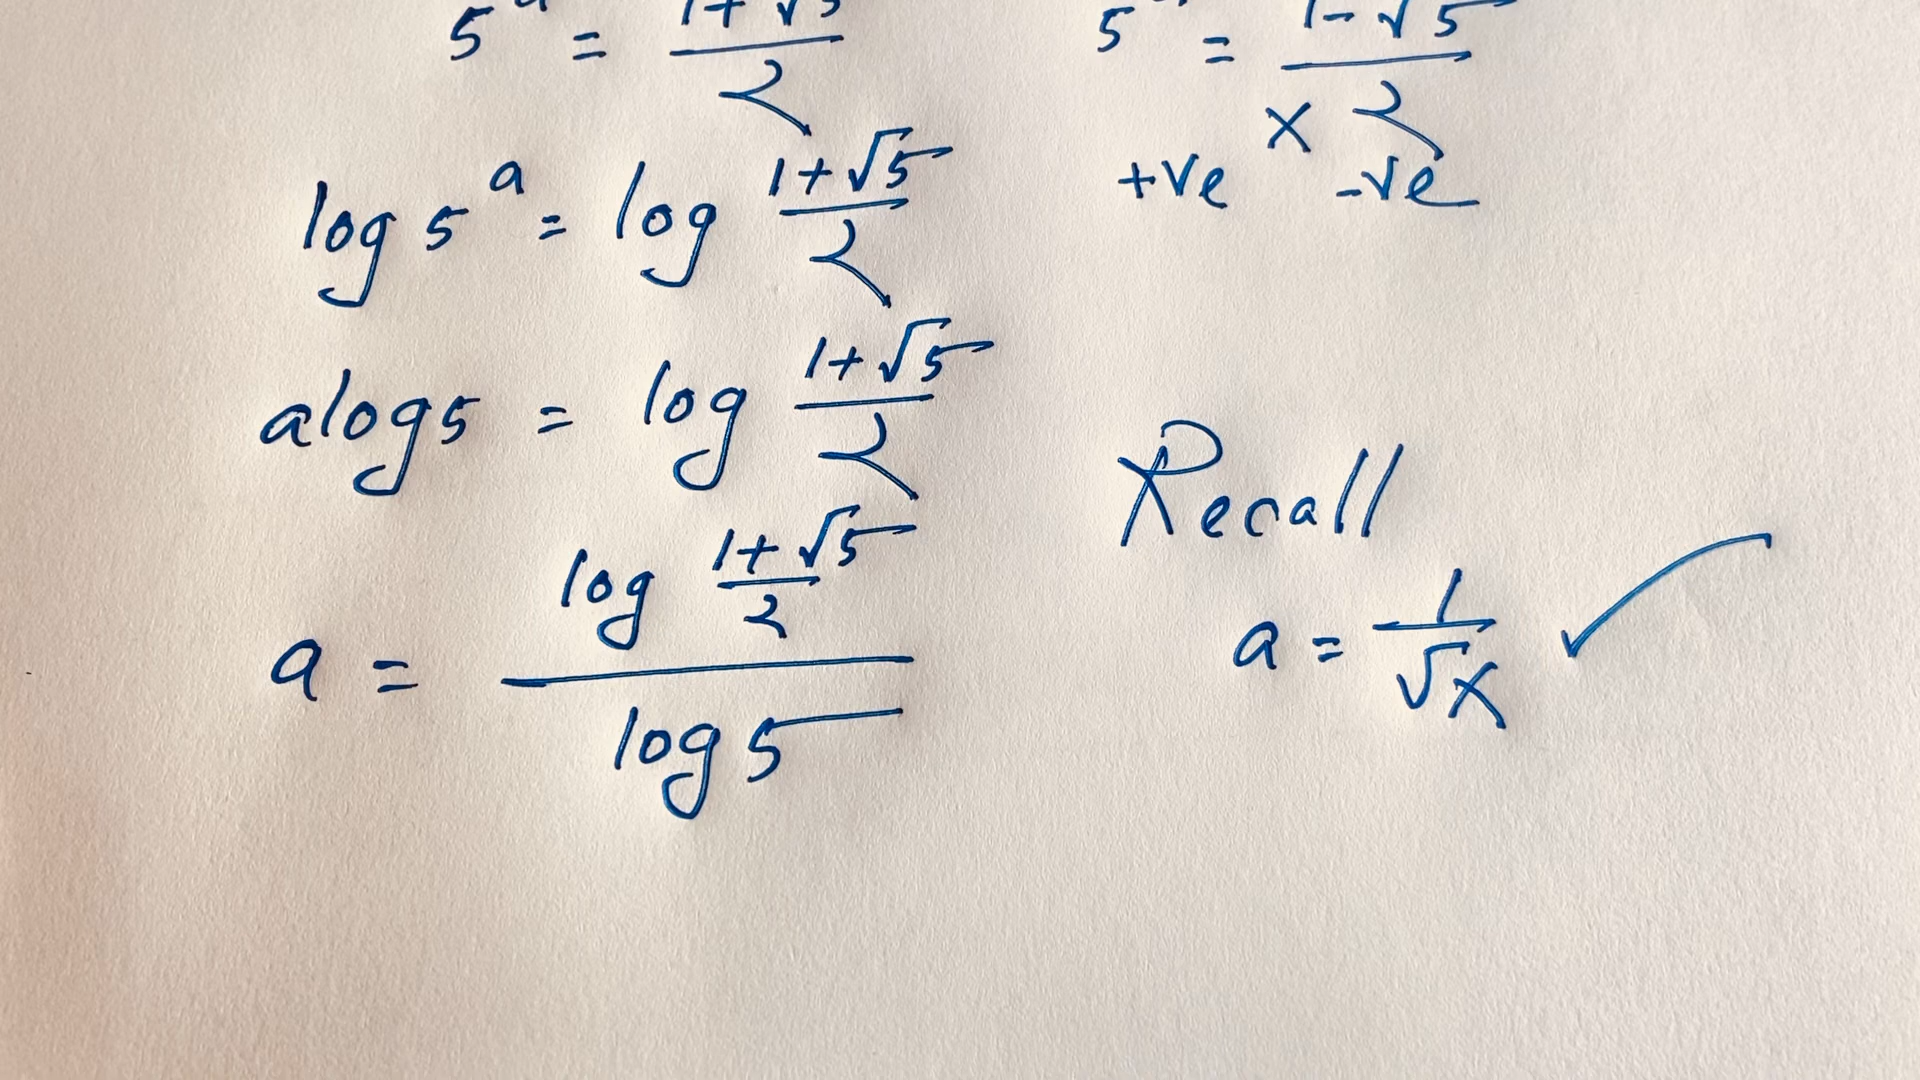 5^a = (1+√5)/2
log 5^a = log (1+√5)/2
a log 5 = log (1+√5)/2
a = (log (1+√5)/2)/(log 5)
5 = (1-√5)/2
+ve × -ve
Recall
a = 1/√x ✓